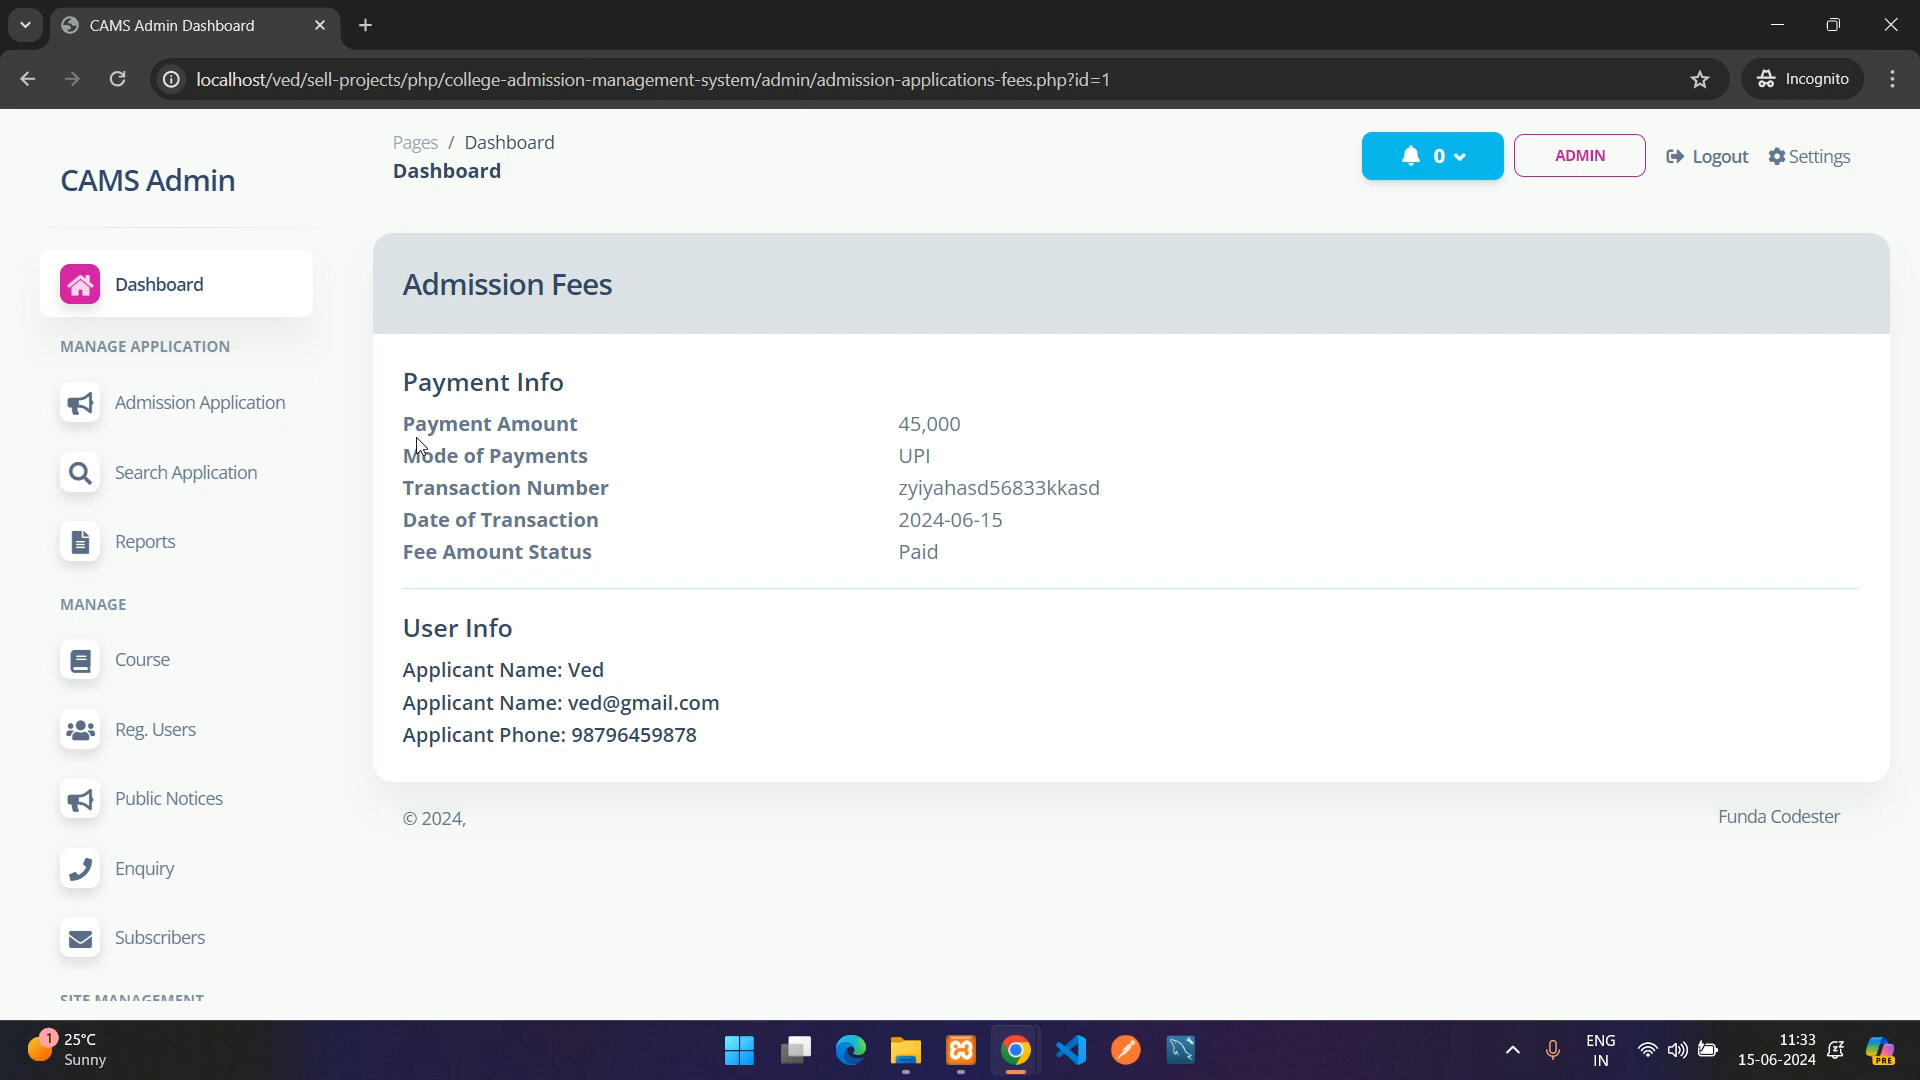 CAMS Admin Dashboard
localhost/ved/sell-projects/php/college-admission-management-system/admin/admission-applications-fees.php?id=1
Incognito
CAMS Admin
Pages / Dashboard
Dashboard
0
ADMIN
Logout
Settings
Dashboard
MANAGE APPLICATION
Admission Application
Search Application
Reports
MANAGE
Course
Reg. Users
Public Notices
Enquiry
Subscribers
SITE MANAGEMENT
Admission Fees
Payment Info
Payment Amount 45,000
Mode of Payments UPI
Transaction Number zyiyahasd56833kkasd
Date of Transaction 2024-06-15
Fee Amount Status Paid
User Info
Applicant Name: Ved
Applicant Name: ved@gmail.com
Applicant Phone: 98796459878
© 2024,
Funda Codester
1
25°C
Sunny
ENG
IN
11:33
15-06-2024
PRE